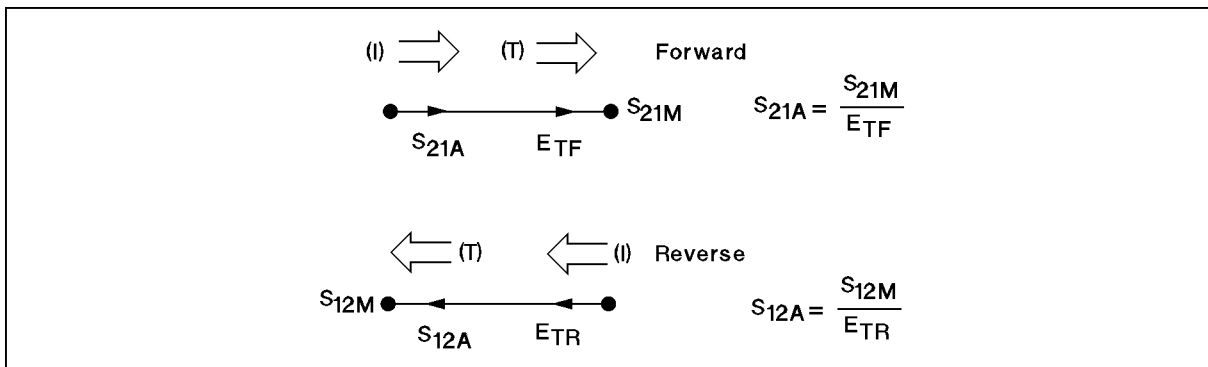 (I) (T) Forward
S21M S21A = S21M / ETF
S21A ETF
(T) (I) Reverse
S12M S12A = S12M / ETR
S12A ETR